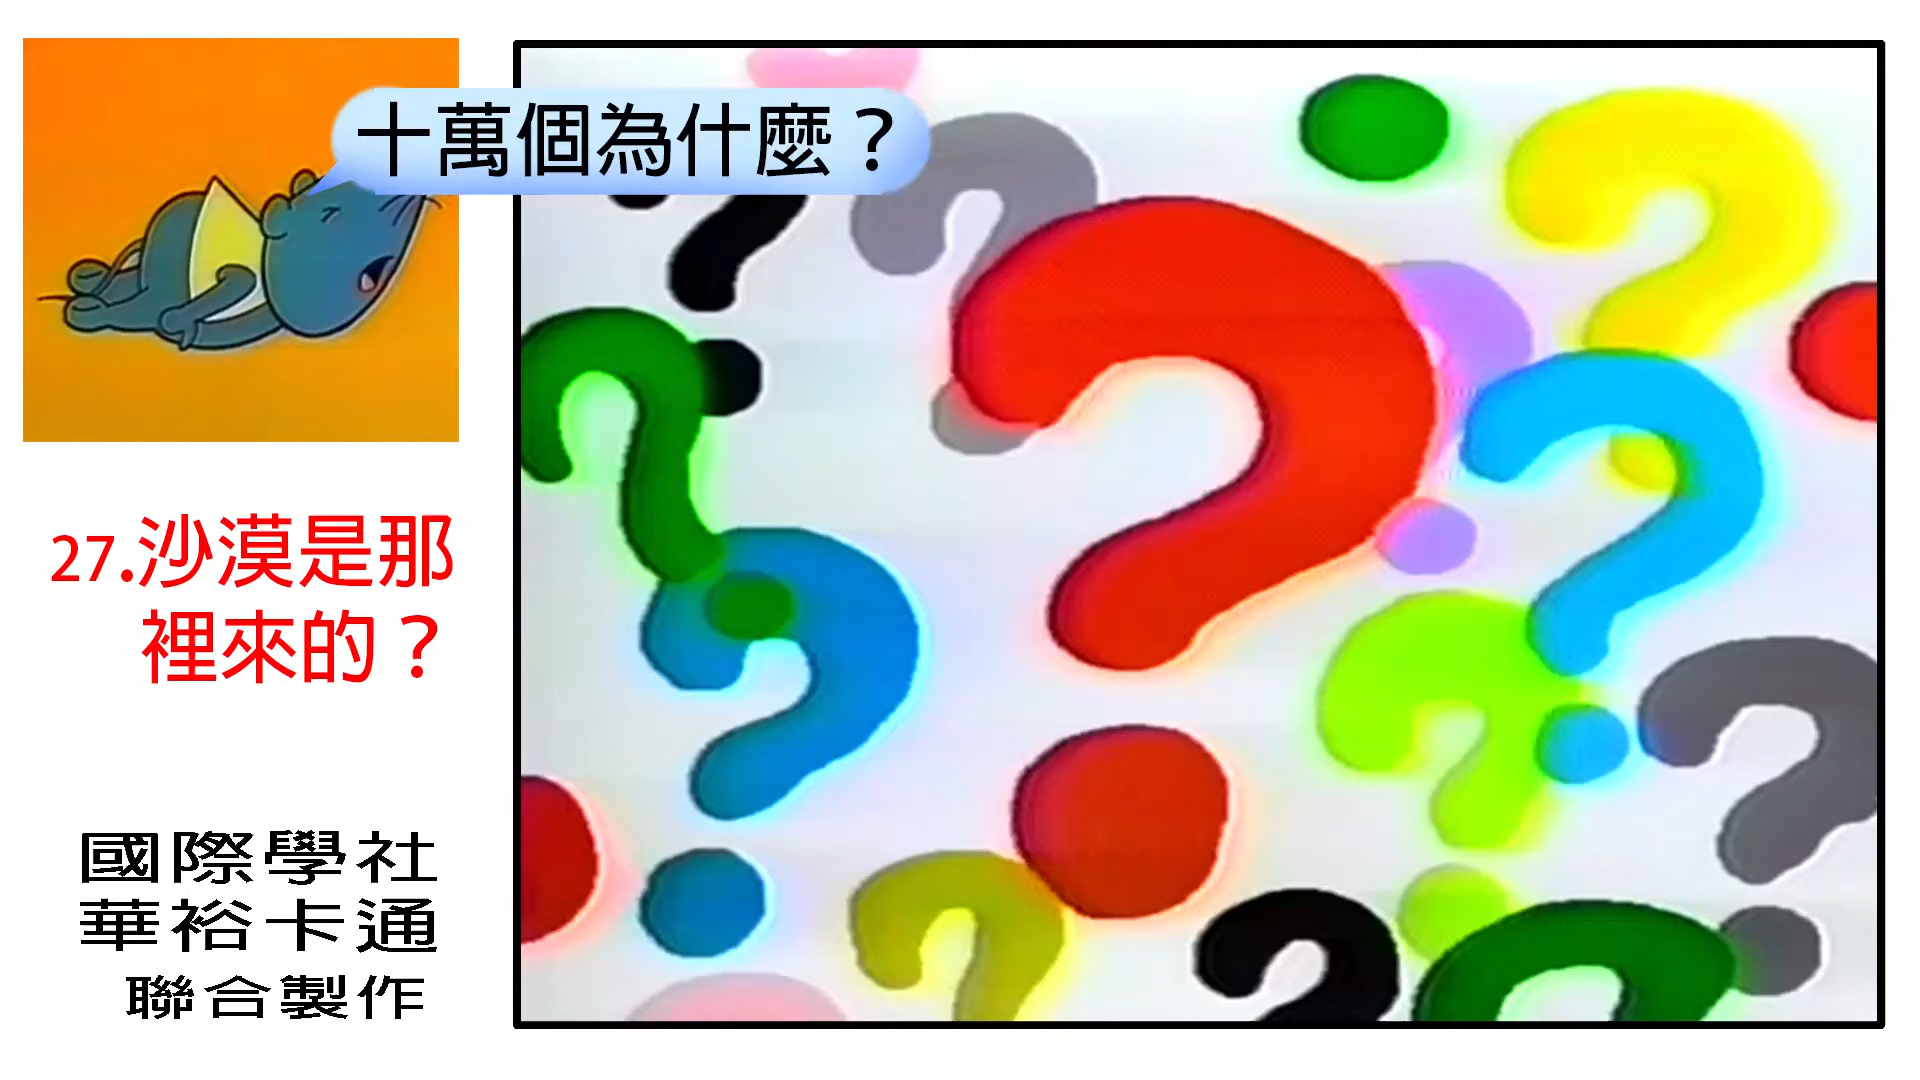 十萬個為什麼？
27.沙漠是那
裡來的？
國際學社
華裕卡通
聯合製作